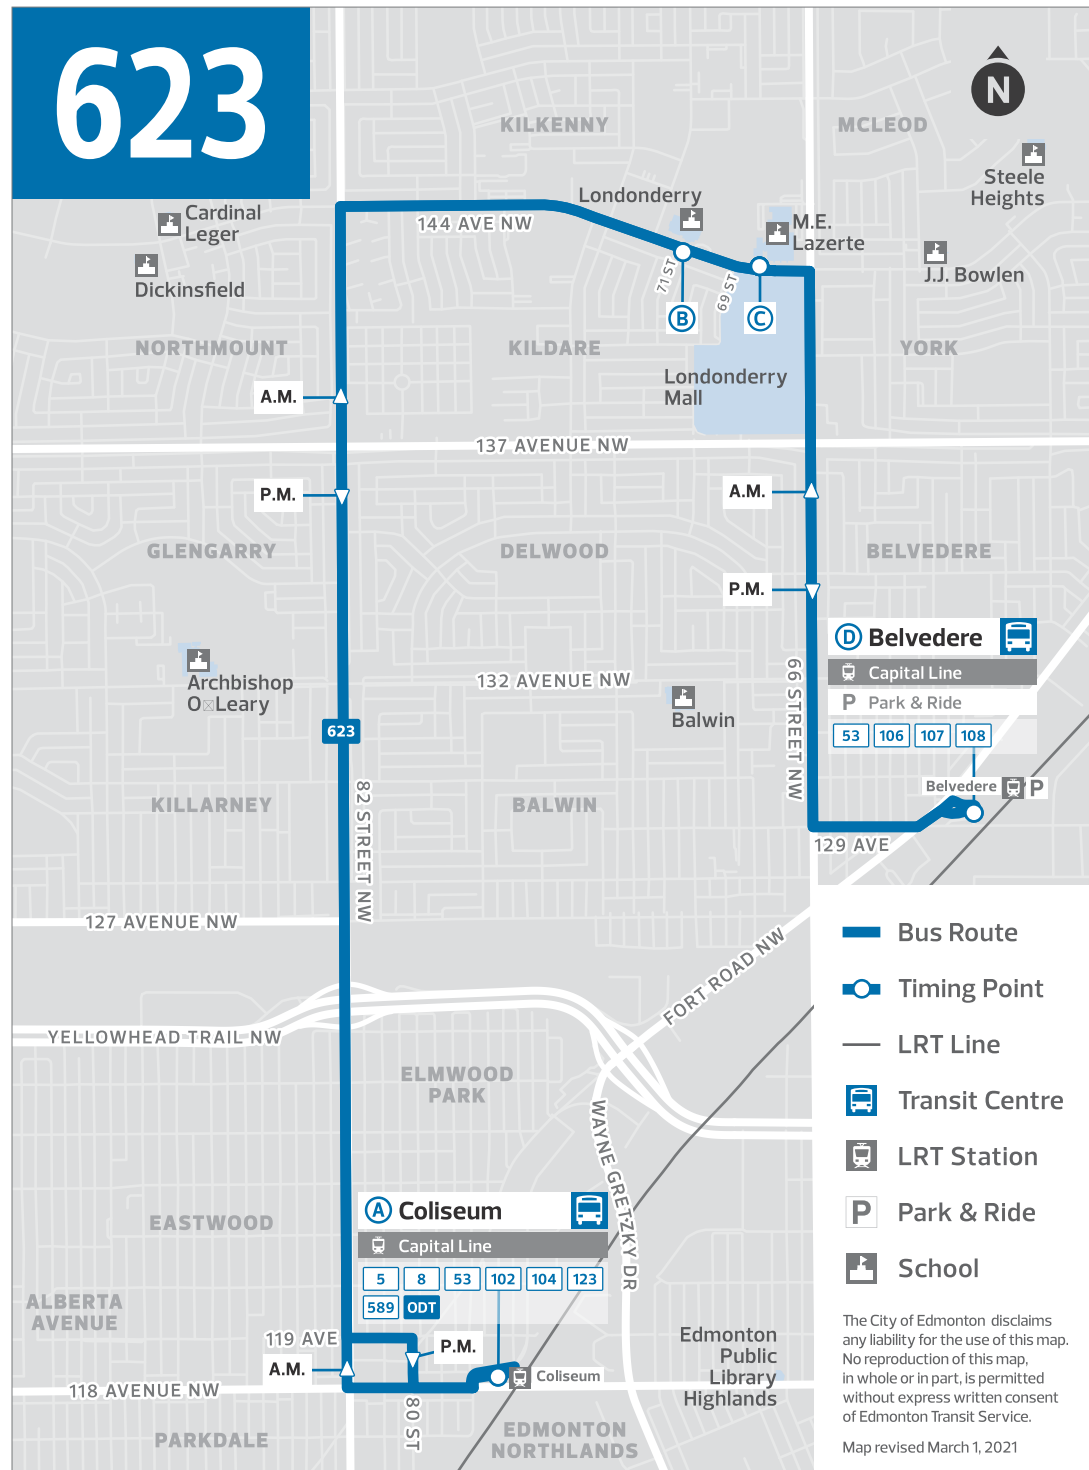 623
N
KILKENNY
MCLEOD
Steele
Heights
Londonderry
Cardinal
Leger
144 AVE NW
M.E.
Lazerte
J.J. Bowlen
Dickinsfield
71 ST
69 ST
B
C
NORTHMOUNT
KILDARE
YORK
Londonderry
Mall
A.M.
137 AVENUE NW
P.M.
A.M.
GLENGARRY
DELWOOD
BELVEDERE
P.M.
D Belvedere
Capital Line
P Park & Ride
53 106 107 108
Archbishop
O☒Leary
132 AVENUE NW
Balwin
66 STREET NW
623
Belvedere P
82 STREET NW
KILLARNEY
BALWIN
129 AVE
127 AVENUE NW
FORT ROAD NW
YELLOWHEAD TRAIL NW
ELMWOOD
PARK
WAYNE GRETZKY DR
EASTWOOD
A Coliseum
Capital Line
5 8 53 102 104 123
589 ODT
ALBERTA
AVENUE
119 AVE
P.M.
A.M.
Coliseum
118 AVENUE NW
80 ST
Edmonton
Public
Library
Highlands
PARKDALE
EDMONTON
NORTHLANDS
Bus Route
Timing Point
LRT Line
Transit Centre
LRT Station
P Park & Ride
School
The City of Edmonton disclaims
any liability for the use of this map.
No reproduction of this map,
in whole or in part, is permitted
without express written consent
of Edmonton Transit Service.
Map revised March 1, 2021